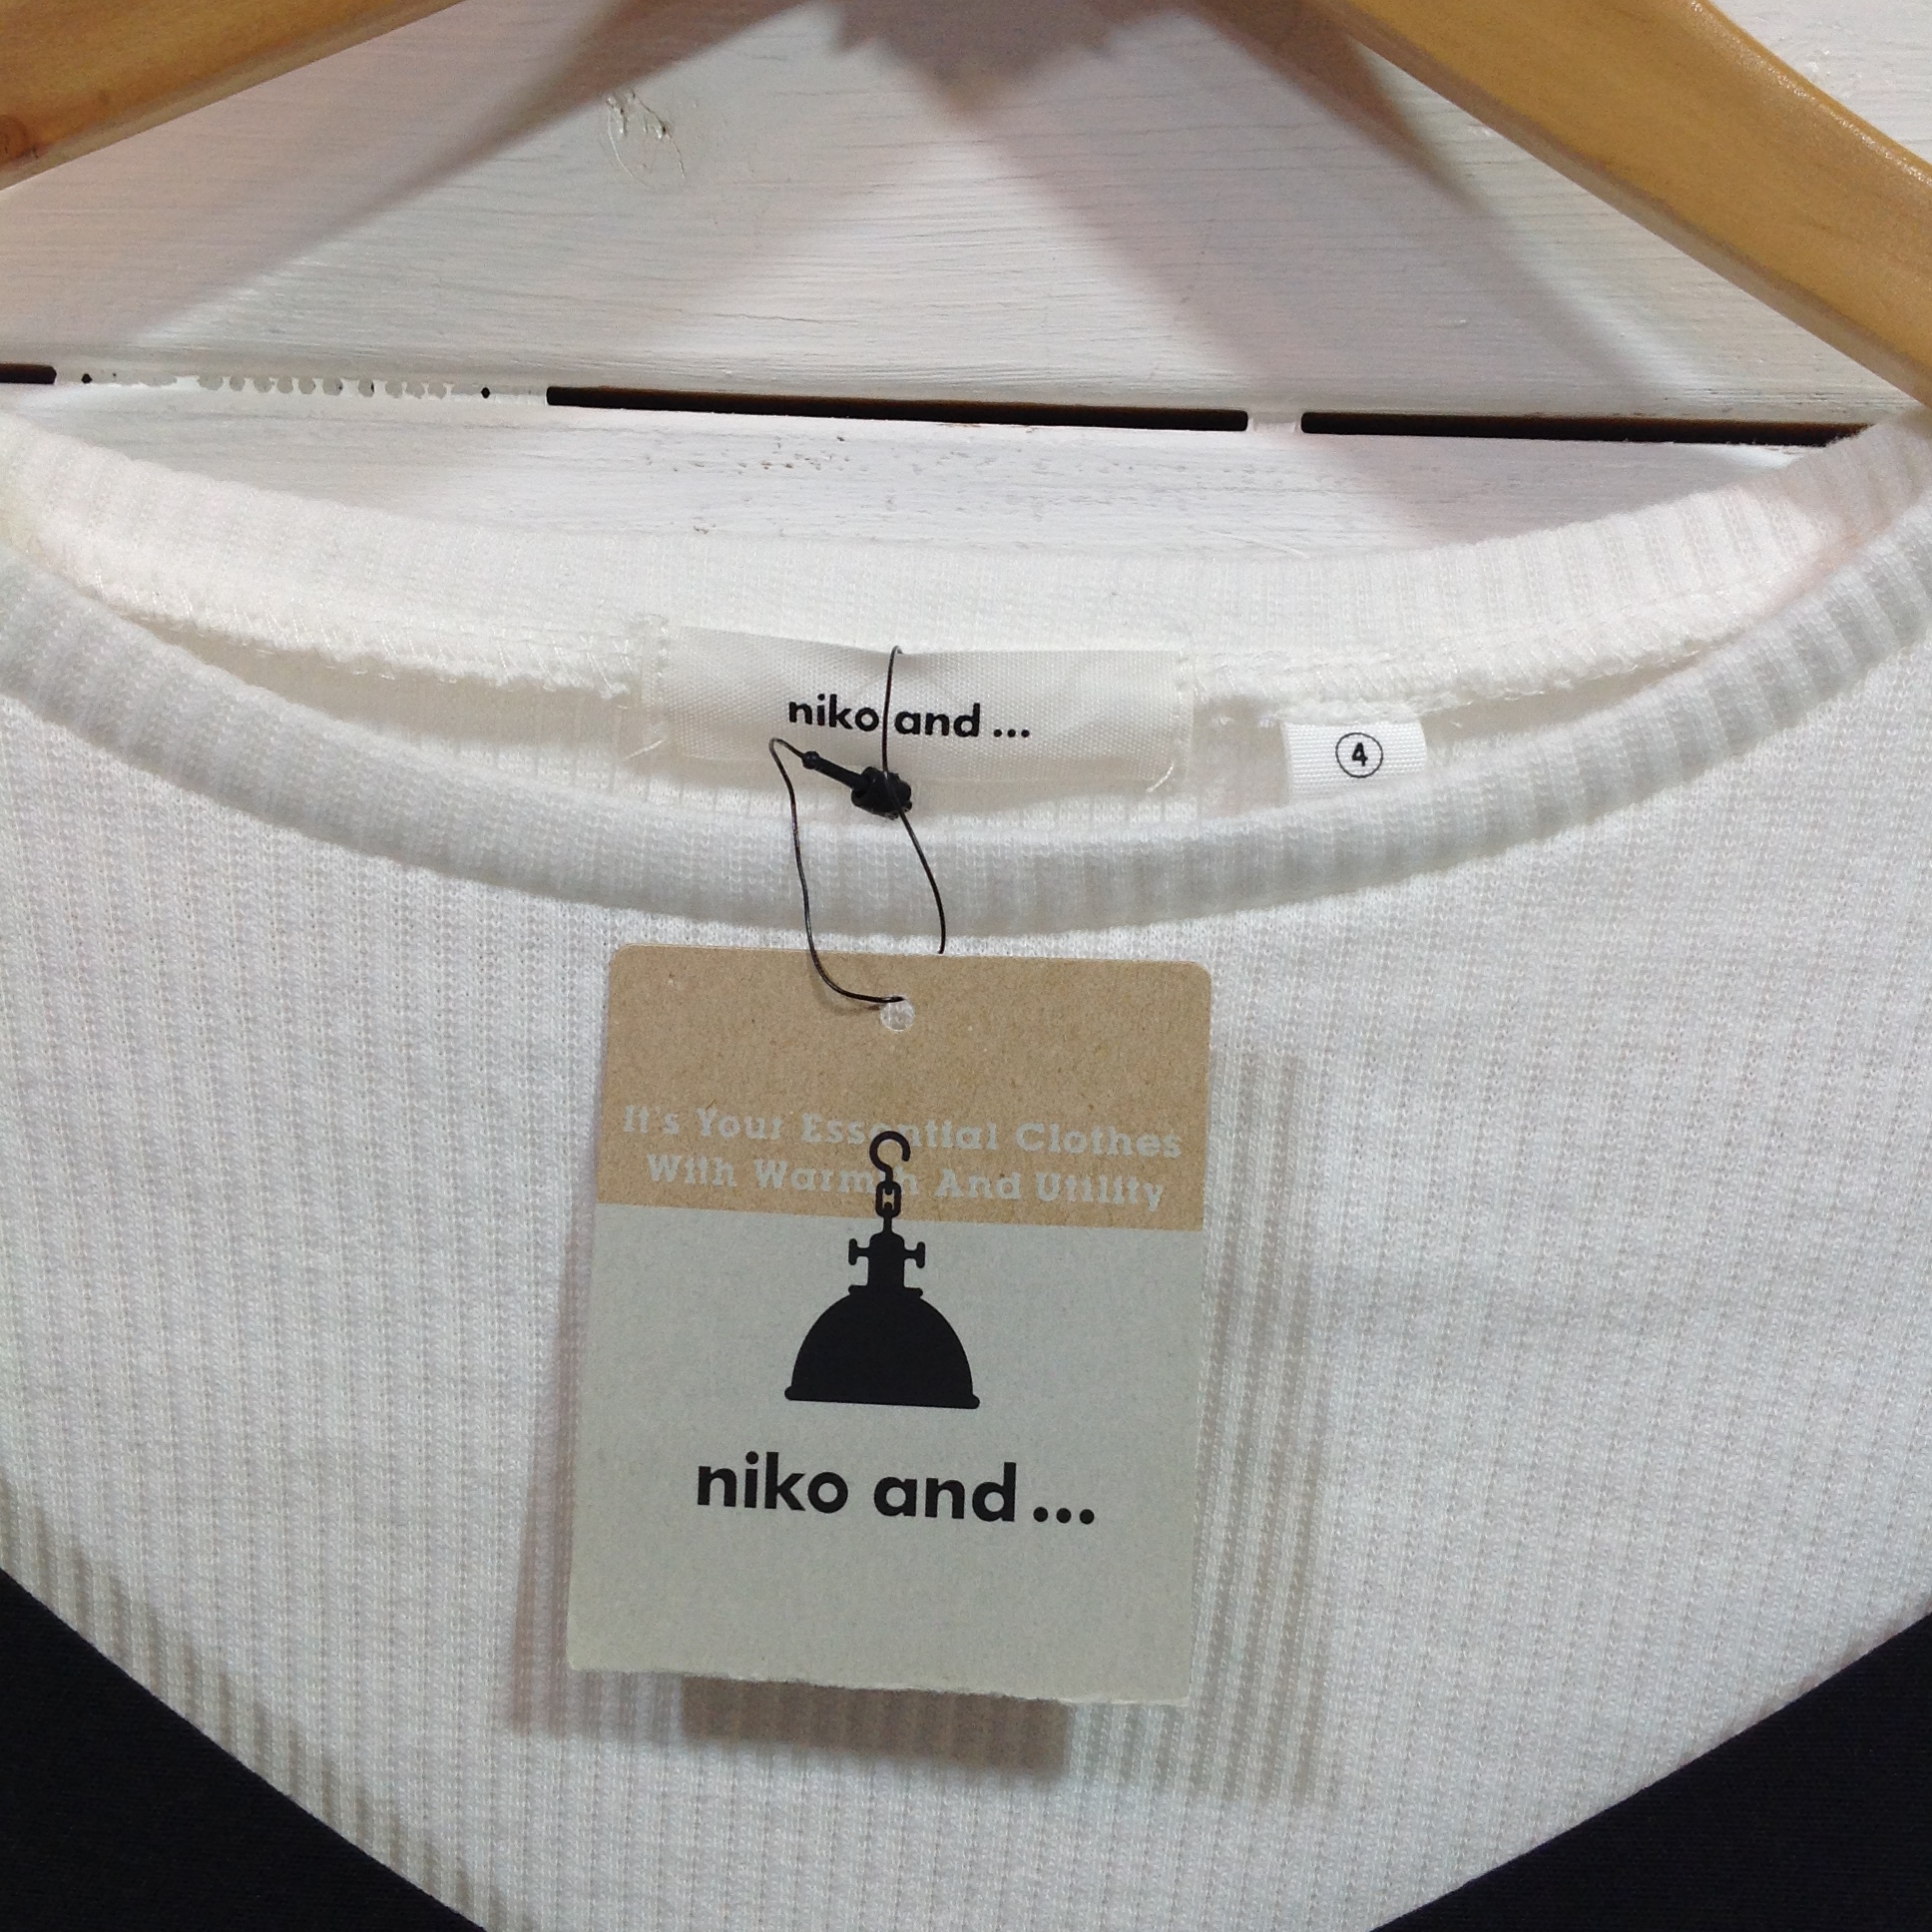 niko and ...
4
It's Your Essential Clothes
With Warmth And Utility
niko and ...